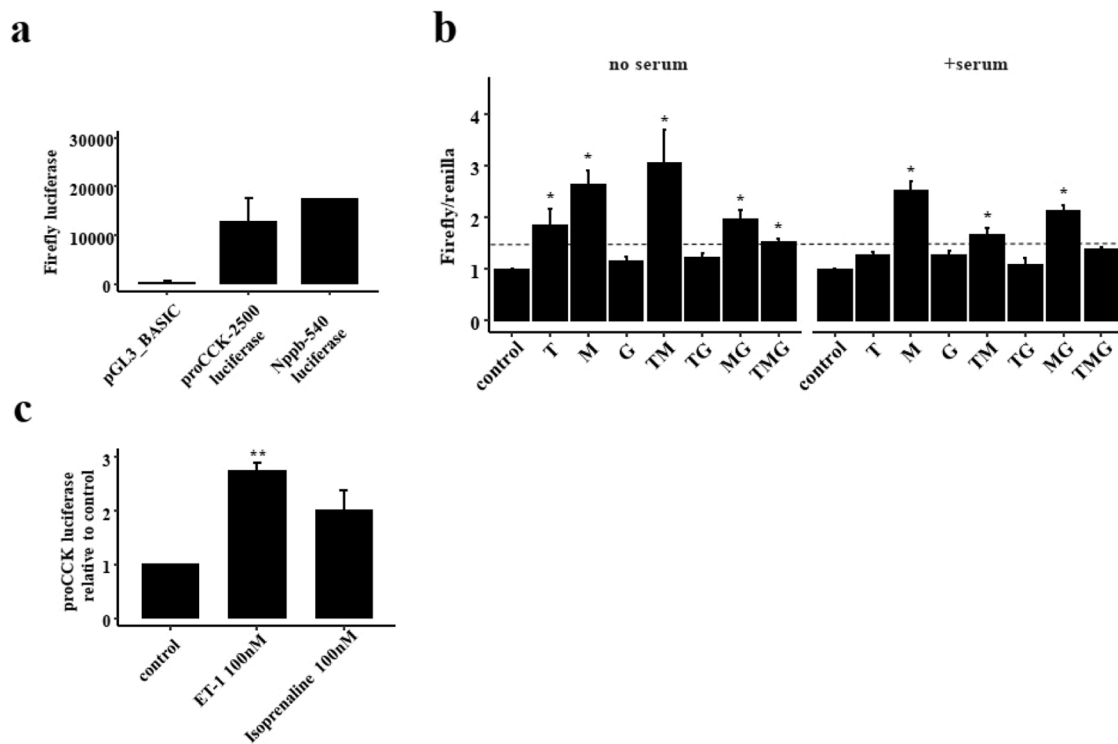 a
Firefly luciferase
30000
20000
10000
0
pGL3_BASIC
proCCK-2500
luciferase
Nppb-540
luciferase
b
no serum
+serum
Firefly/renilla
4
3
2
1
0
*
*
*
*
*
*
*
*
control
T
M
G
TM
TG
MG
TMG
control
T
M
G
TM
TG
MG
TMG
c
proCCK luciferase
relative to control
3
2
1
0
**
control
ET-1 100nM
Isoprenaline 100nM